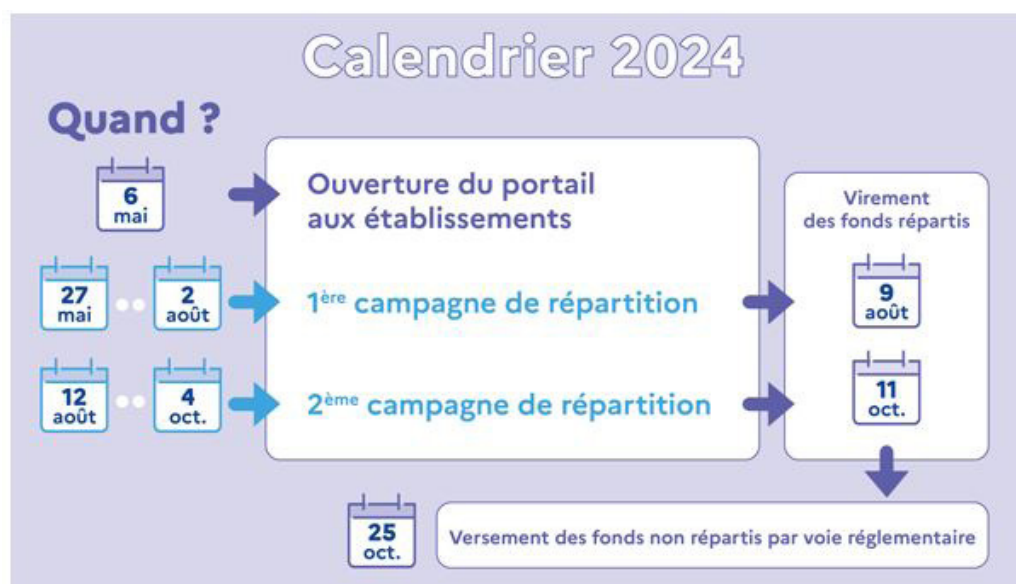 Calendrier 2024
Quand ?
6
mai
Ouverture du portail
aux établissements
27
mai
2
août
1ère campagne de répartition
12
août
4
oct.
2ème campagne de répartition
Virement
des fonds répartis
9
août
11
oct.
25
oct.
Versement des fonds non répartis par voie réglementaire